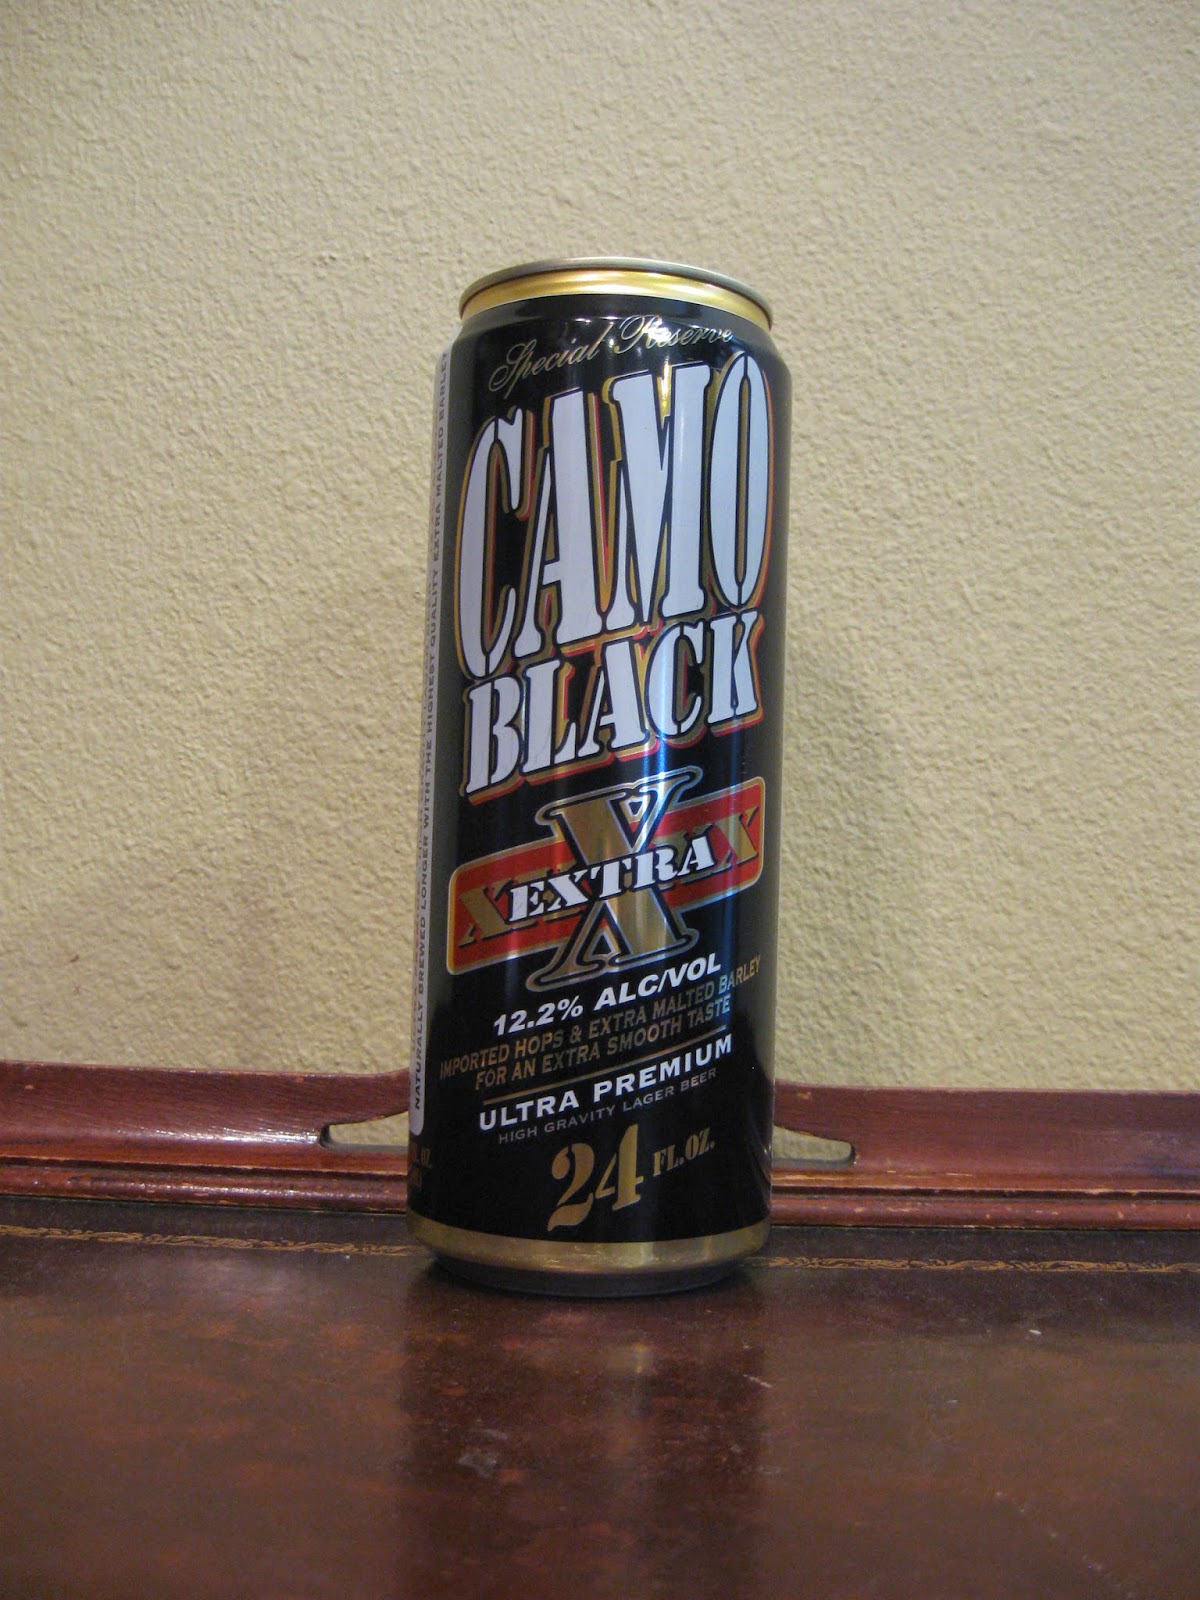 Special Reserve
CAMO
BLACK
X
XXXXX
EXTRA
12.2% ALC/VOL
IMPORTED HOPS & EXTRA MALTED BARLEY
FOR AN EXTRA SMOOTH TASTE
ULTRA PREMIUM
HIGH GRAVITY LAGER BEER
24 FL.OZ.
NATURALLY BREWED LONGER WITH THE HIGHEST QUALITY EXTRA MALTED BARLEY